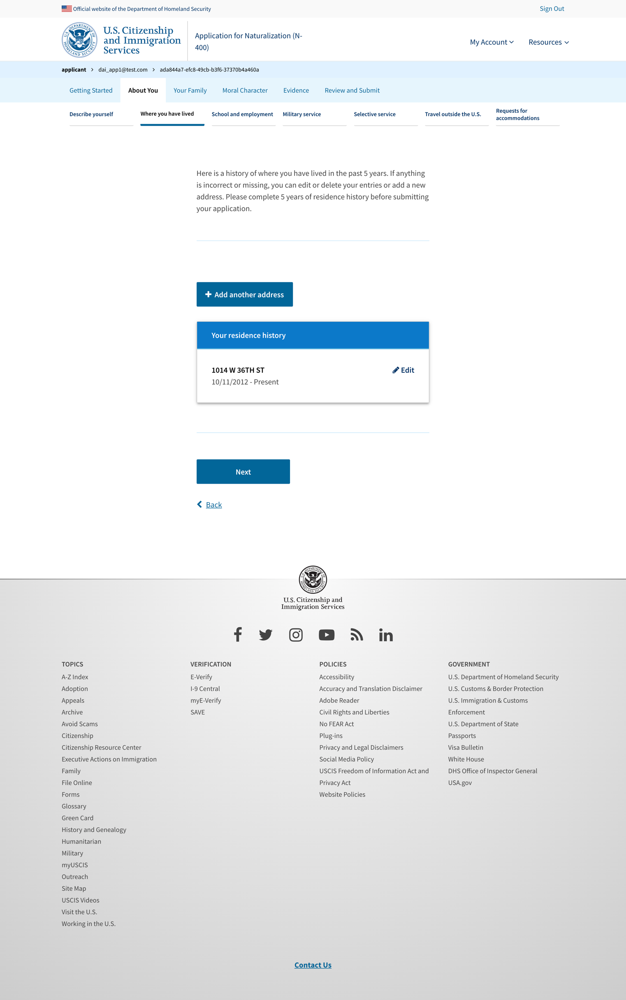 Official website of the Department of Homeland Security
Sign Out
U.S. Citizenship
and Immigration
Services
Application for Naturalization (N-
400)
My Account
Resources
applicant > dai_app1@test.com > ada844a7-efc8-49cb-b3f6-37370b4a460a
Getting Started
About You
Your Family
Moral Character
Evidence
Review and Submit
Describe yourself
Where you have lived
School and employment
Military service
Selective service
Travel outside the U.S.
Requests for
accommodations
Here is a history of where you have lived in the past 5 years. If anything
is incorrect or missing, you can edit or delete your entries or add a new
address. Please complete 5 years of residence history before submitting
your application.
Add another address
Your residence history
1014 W 36TH ST
Edit
10/11/2012 - Present
Next
Back
U.S. DEPARTMENT OF HOMELAND SECURITY
U.S. Citizenship and
Immigration Services
TOPICS
A-Z Index
Adoption
Appeals
Archive
Avoid Scams
Citizenship
Citizenship Resource Center
Executive Actions on Immigration
Family
File Online
Forms
Glossary
Green Card
History and Genealogy
Humanitarian
Military
myUSCIS
Outreach
Site Map
USCIS Videos
Visit the U.S.
Working in the U.S.
VERIFICATION
E-Verify
I-9 Central
myE-Verify
SAVE
POLICIES
Accessibility
Accuracy and Translation Disclaimer
Adobe Reader
Civil Rights and Liberties
No FEAR Act
Plug-ins
Privacy and Legal Disclaimers
Social Media Policy
USCIS Freedom of Information Act and
Privacy Act
Website Policies
GOVERNMENT
U.S. Department of Homeland Security
U.S. Customs & Border Protection
U.S. Immigration & Customs
Enforcement
U.S. Department of State
Passports
Visa Bulletin
White House
DHS Office of Inspector General
USA.gov
Contact Us